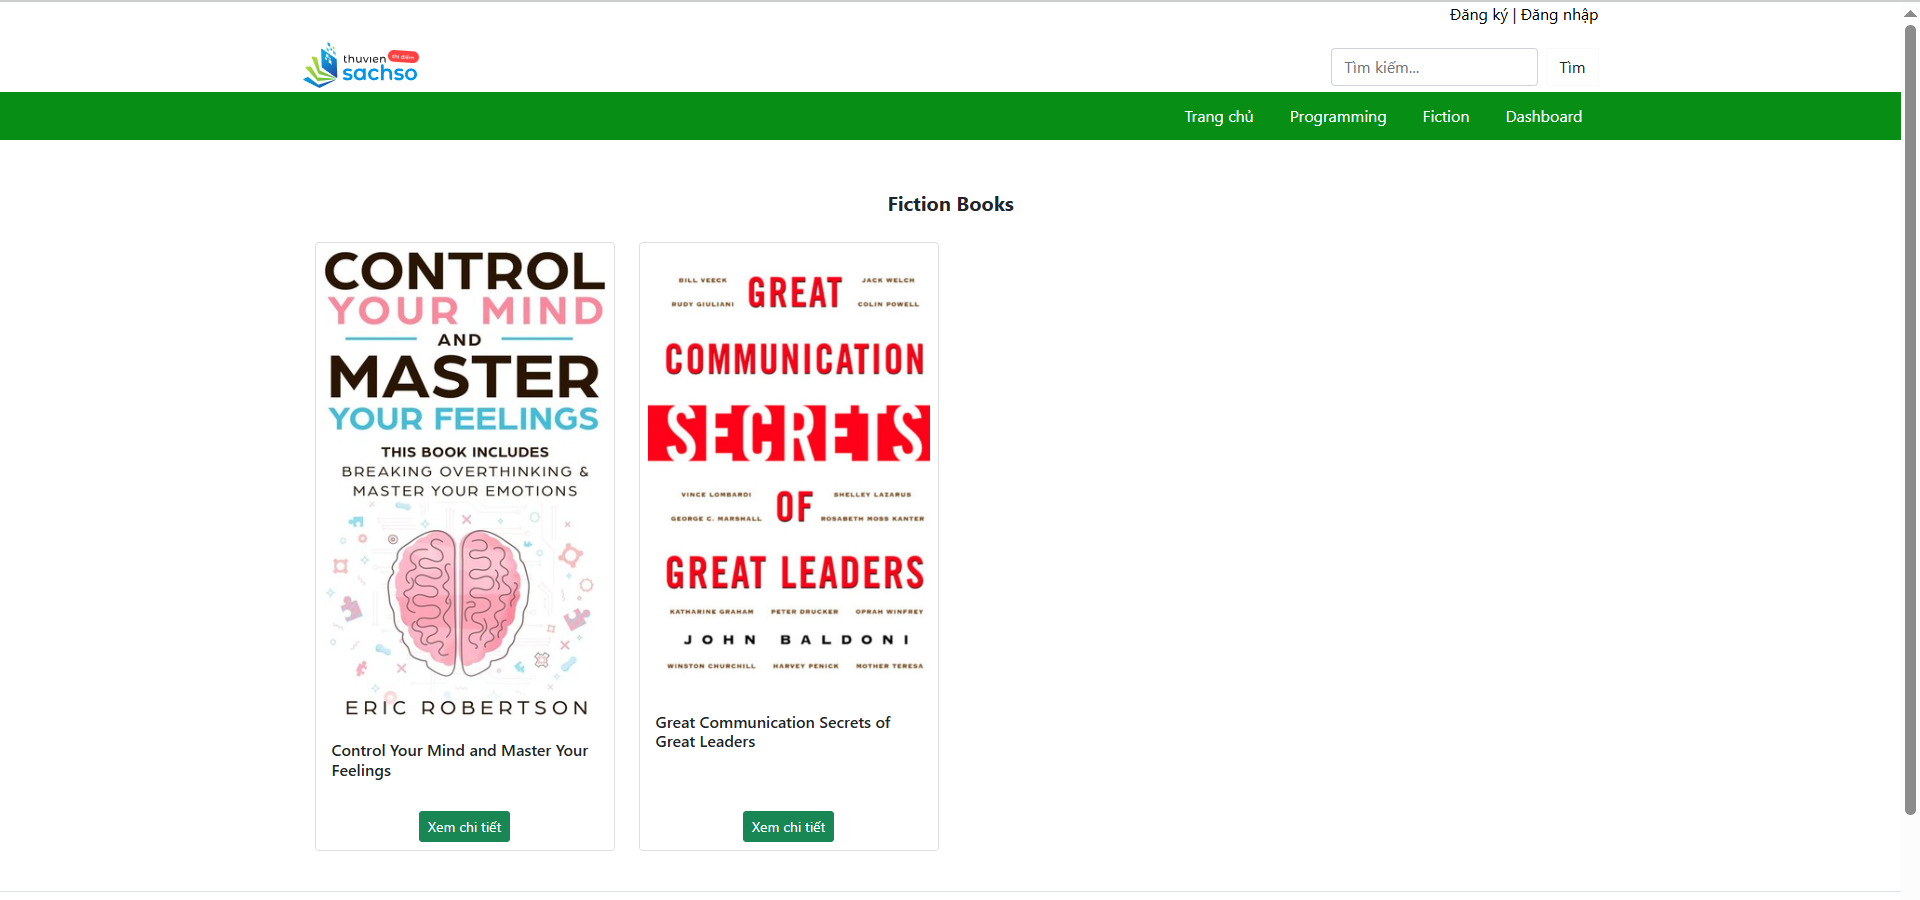 Đăng ký | Đăng nhập
thuvien chi điểm
sachso
Tìm kiếm...
Tìm
Trang chủ Programming Fiction Dashboard
Fiction Books
CONTROL
YOUR MIND
AND
MASTER
YOUR FEELINGS
THIS BOOK INCLUDES
BREAKING OVERTHINKING &
MASTER YOUR EMOTIONS
ERIC ROBERTSON
Control Your Mind and Master Your
Feelings
Xem chi tiết
BILL VEECK GREAT JACK WELCH
RUDY GIULIANI COLIN POWELL
COMMUNICATION
SECRETS
VINCE LOMBARDI OF SHELLEY LAZARUS
GEORGE C. MARSHALL ROSABETH MOSS KANTER
GREAT LEADERS
KATHARINE GRAHAM PETER DRUCKER OPRAH WINFREY
JOHN BALDONI
WINSTON CHURCHILL HARVEY PENICK MOTHER TERESA
Great Communication Secrets of
Great Leaders
Xem chi tiết